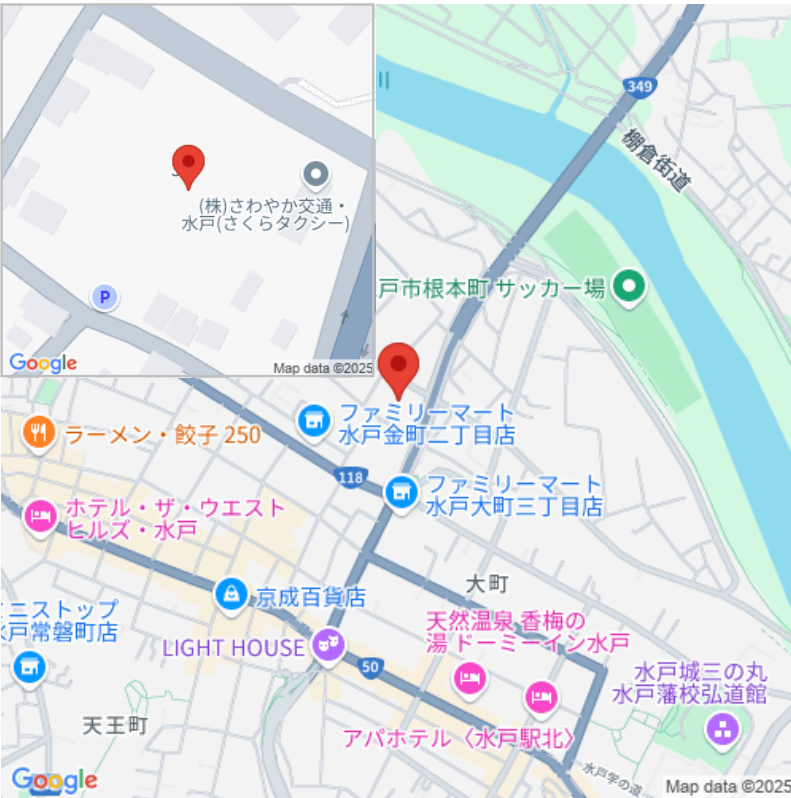 (株)さわやか交通・
水戸(さくらタクシー)
P
Google
Map data ©2025
349
棚倉街道
戸市根本町 サッカー場
ファミリーマート
水戸金町二丁目店
ラーメン・餃子 250
118
ファミリーマート
水戸大町三丁目店
ホテル・ザ・ウエスト
ヒルズ・水戸
大町
京成百貨店
ニストップ
水戸常磐町店
天然温泉 香梅の
湯 ドーミーイン水戸
LIGHT HOUSE
50
水戸城三の丸
水戸藩校弘道館
天王町
アパホテル〈水戸駅北〉
水戸学の道
Google
Map data ©2025